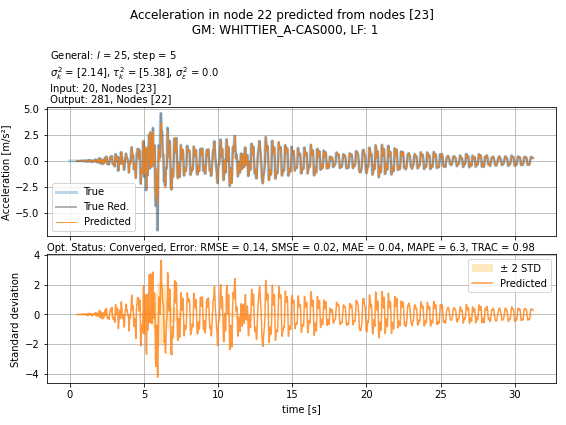 Acceleration in node 22 predicted from nodes [23]
GM: WHITTIER_A-CAS000, LF: 1
General: l = 25, step = 5
σ²ₖ = [2.14], τ²ₖ = [5.38], σ²ε = 0.0
Input: 20, Nodes [23]
Output: 281, Nodes [22]
Acceleration [m/s²]
5.0
2.5
0.0
−2.5
−5.0
True
True Red.
Predicted
Opt. Status: Converged, Error: RMSE = 0.14, SMSE = 0.02, MAE = 0.04, MAPE = 6.3, TRAC = 0.98
Standard deviation
4
2
0
−2
−4
± 2 STD
Predicted
0 5 10 15 20 25 30
time [s]